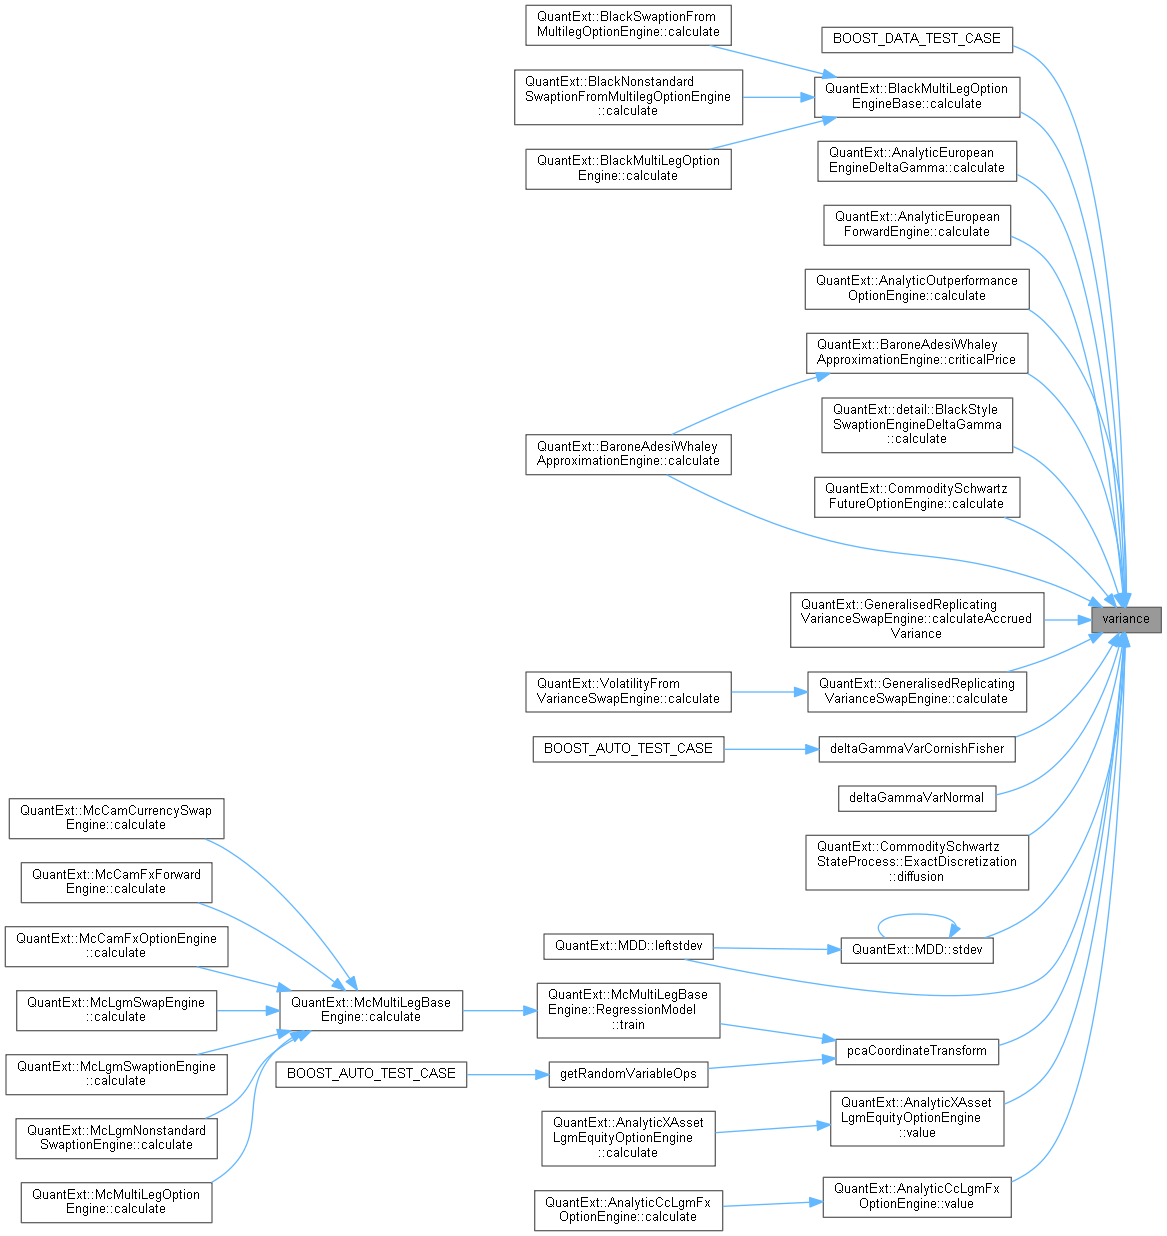 QuantExt::BlackSwaptionFrom
MultilegOptionEngine::calculate
BOOST_DATA_TEST_CASE
QuantExt::BlackNonstandard
SwaptionFromMultilegOptionEngine
::calculate
QuantExt::BlackMultiLegOption
EngineBase::calculate
QuantExt::BlackMultiLegOption
Engine::calculate
QuantExt::AnalyticEuropean
EngineDeltaGamma::calculate
QuantExt::AnalyticEuropean
ForwardEngine::calculate
QuantExt::AnalyticOutperformance
OptionEngine::calculate
QuantExt::BaroneAdesiWhaley
ApproximationEngine::criticalPrice
QuantExt::detail::BlackStyle
SwaptionEngineDeltaGamma
::calculate
QuantExt::BaroneAdesiWhaley
ApproximationEngine::calculate
QuantExt::CommoditySchwartz
FutureOptionEngine::calculate
QuantExt::GeneralisedReplicating
VarianceSwapEngine::calculateAccrued
Variance
variance
QuantExt::VolatilityFrom
VarianceSwapEngine::calculate
QuantExt::GeneralisedReplicating
VarianceSwapEngine::calculate
BOOST_AUTO_TEST_CASE
deltaGammaVarCornishFisher
deltaGammaVarNormal
QuantExt::McCamCurrencySwap
Engine::calculate
QuantExt::CommoditySchwartz
StateProcess::ExactDiscretization
::diffusion
QuantExt::McCamFxForward
Engine::calculate
QuantExt::McCamFxOptionEngine
::calculate
QuantExt::MDD::leftstdev
QuantExt::MDD::stdev
QuantExt::McLgmSwapEngine
::calculate
QuantExt::McMultiLegBase
Engine::calculate
QuantExt::McMultiLegBase
Engine::RegressionModel
::train
pcaCoordinateTransform
QuantExt::McLgmSwaptionEngine
::calculate
BOOST_AUTO_TEST_CASE
getRandomVariableOps
QuantExt::McLgmNonstandard
SwaptionEngine::calculate
QuantExt::AnalyticXAsset
LgmEquityOptionEngine
::calculate
QuantExt::AnalyticXAsset
LgmEquityOptionEngine
::value
QuantExt::McMultiLegOption
Engine::calculate
QuantExt::AnalyticCcLgmFx
OptionEngine::calculate
QuantExt::AnalyticCcLgmFx
OptionEngine::value